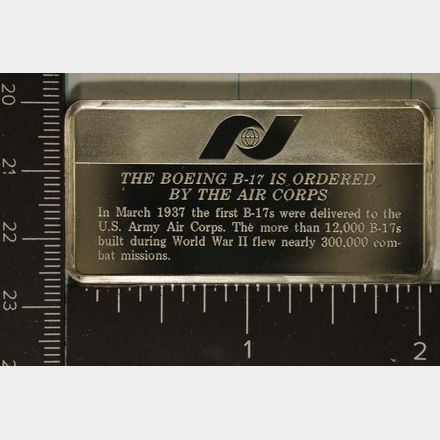 THE BOEING B-17 IS ORDERED
BY THE AIR CORPS
In March 1937 the first B-17s were delivered to the
U.S. Army Air Corps. The more than 12,000 B-17s
built during World War II flew nearly 300,000 com-
bat missions.
20
21
22
23
1
2